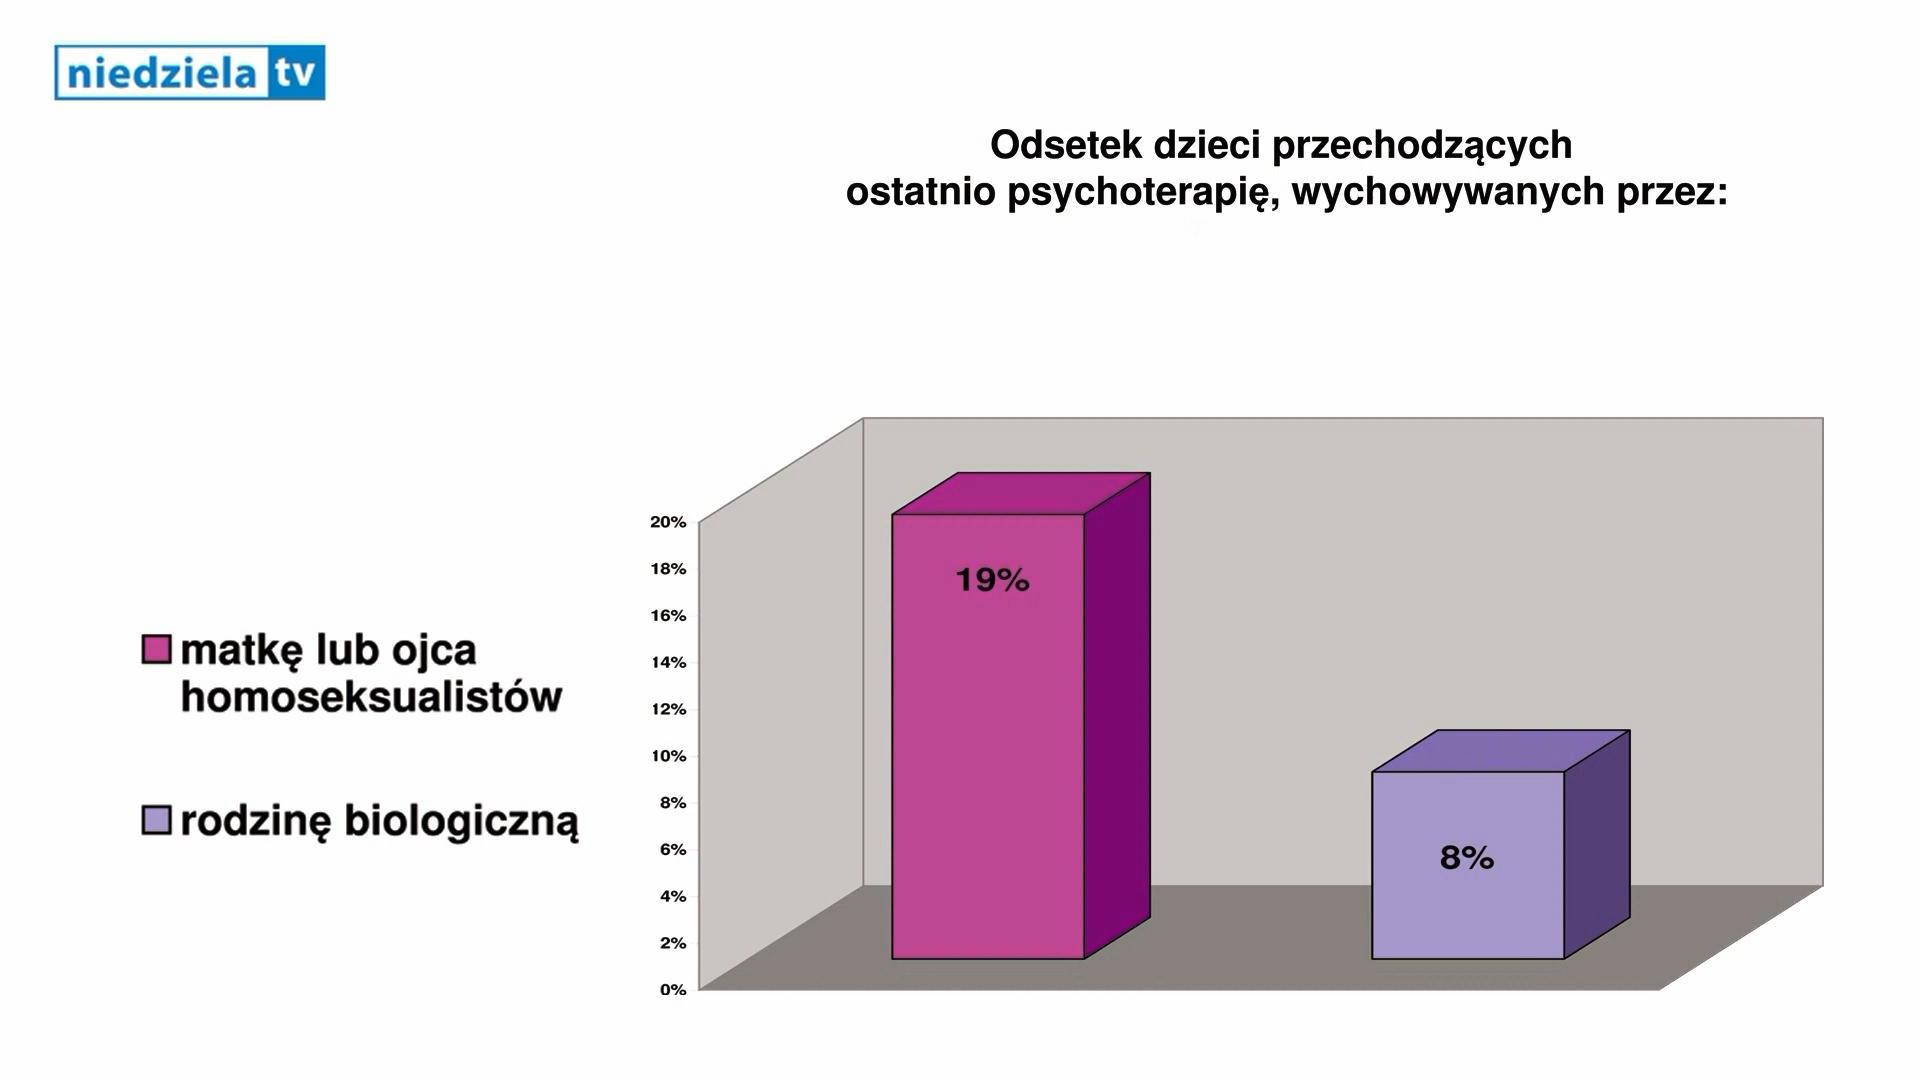 niedziela tv
Odsetek dzieci przechodzących
ostatnio psychoterapię, wychowywanych przez:
20%
18%
16%
14%
12%
10%
8%
6%
4%
2%
0%
19%
8%
matkę lub ojca
homoseksualistów
rodzinę biologiczną